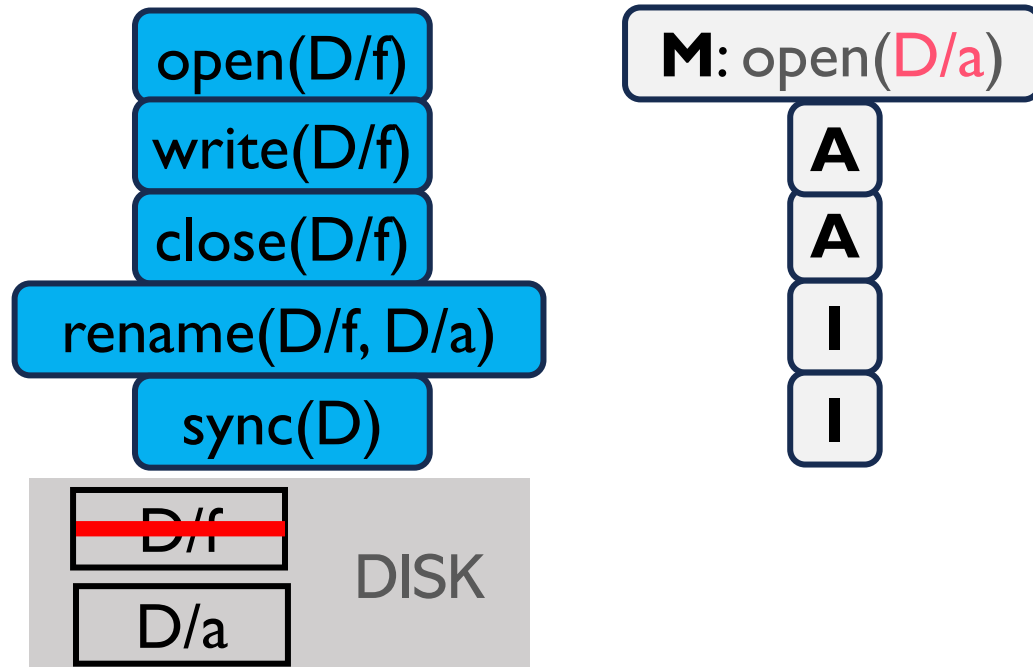 open(D/f)
write(D/f)
close(D/f)
rename(D/f, D/a)
sync(D)
D/f
D/a
DISK
M: open(D/a)
A
A
I
I